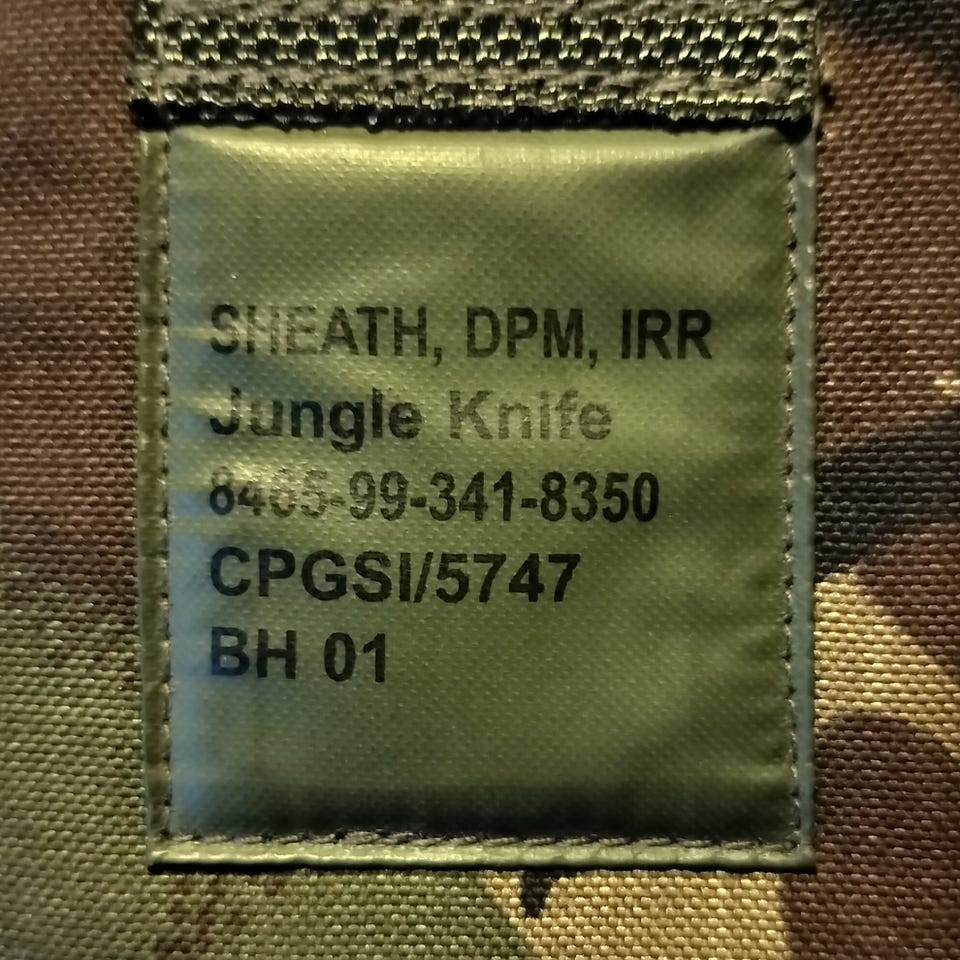 SHEATH, DPM, IRR
Jungle Knife
8465-99-341-8350
CPGSI/5747
BH 01